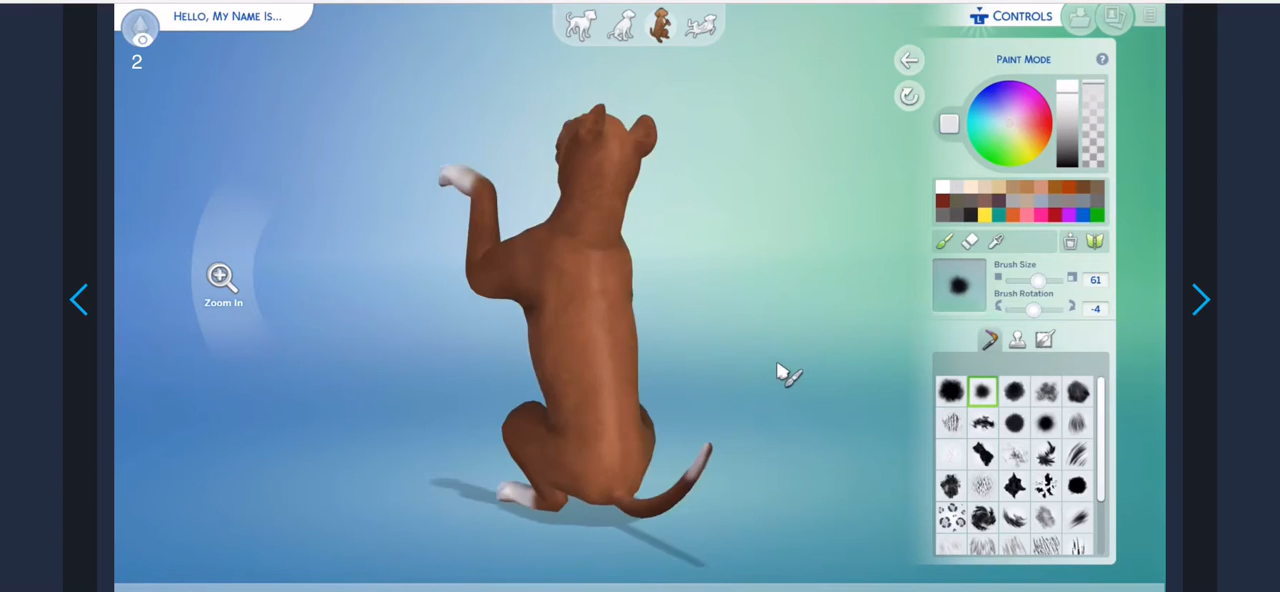 HELLO, MY NAME IS...
2
Zoom In
L CONTROLS
PAINT MODE
?
Brush Size
61
Brush Rotation
-4